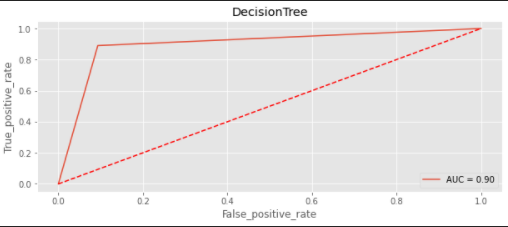 DecisionTree
1.0
0.8
0.6
0.4
0.2
0.0
True_positive_rate
0.0 0.2 0.4 0.6 0.8 1.0
False_positive_rate
AUC = 0.90